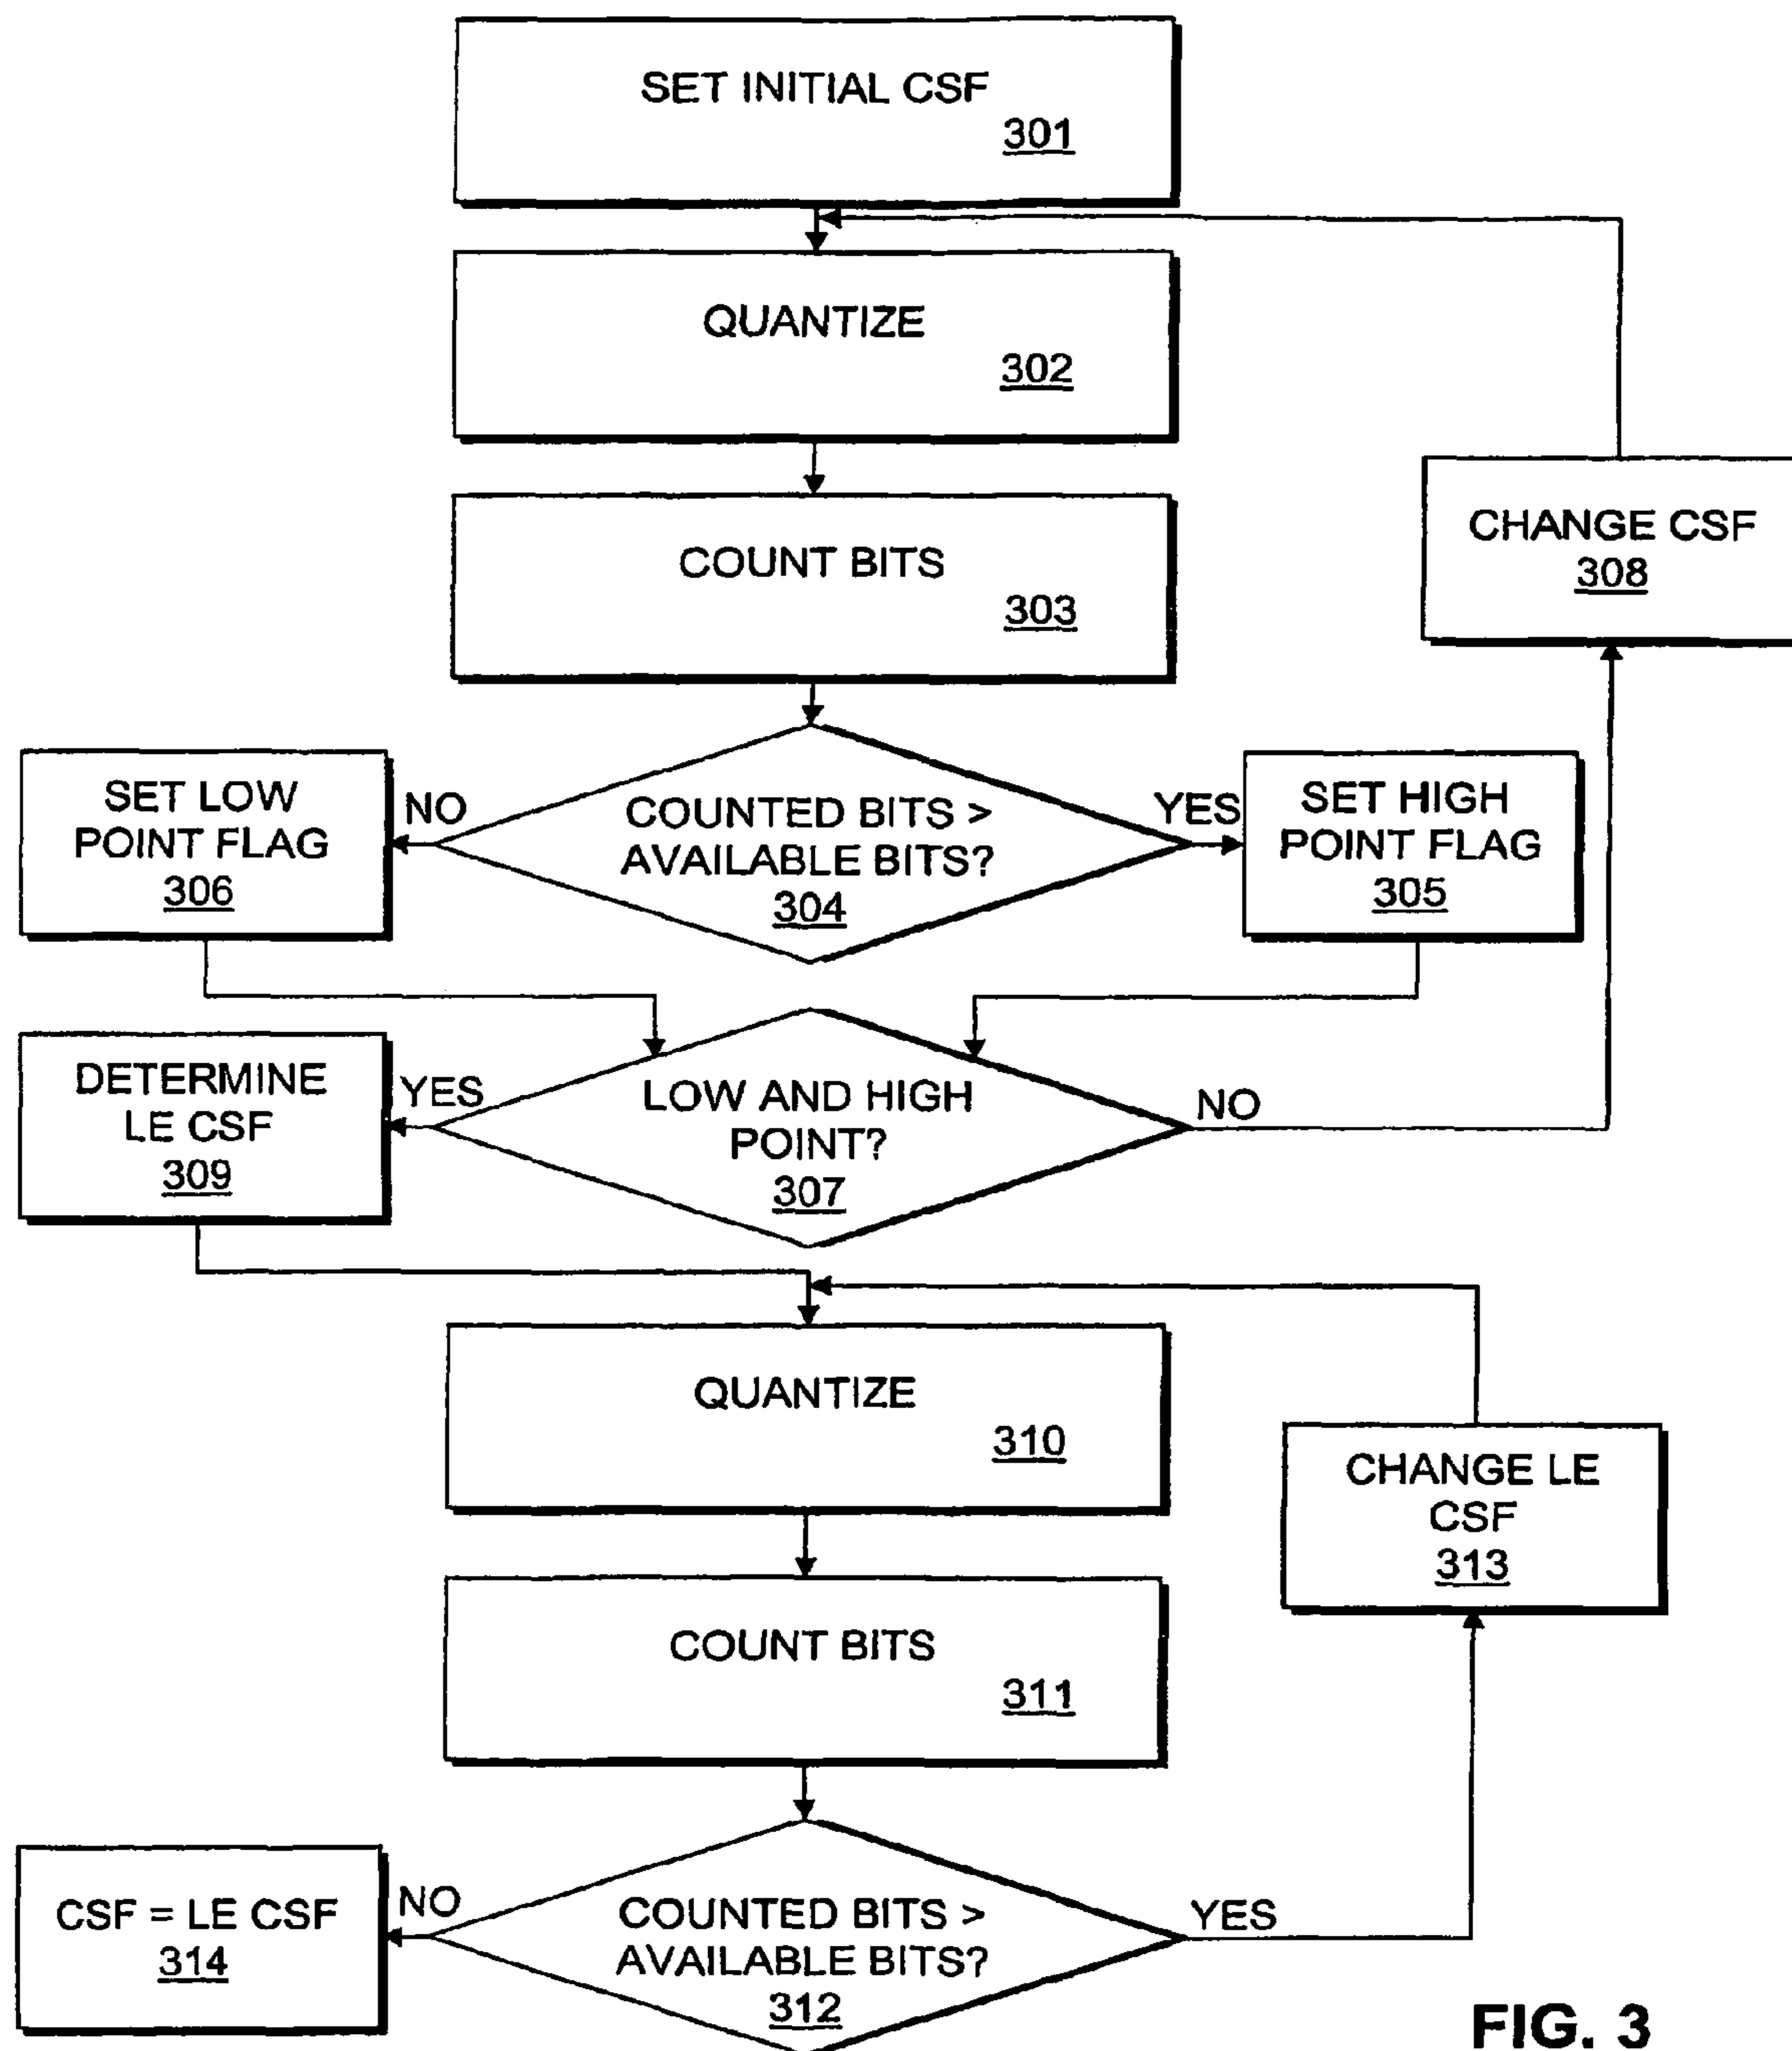 SET INITIAL CSF
301
QUANTIZE
302
COUNT BITS
303
CHANGE CSF
308
SET LOW
POINT FLAG
306
NO
COUNTED BITS >
AVAILABLE BITS?
304
YES
SET HIGH
POINT FLAG
305
DETERMINE
LE CSF
309
YES
LOW AND HIGH
POINT?
307
NO
QUANTIZE
310
CHANGE LE
CSF
313
COUNT BITS
311
CSF = LE CSF
314
NO
COUNTED BITS >
AVAILABLE BITS?
312
YES
FIG. 3